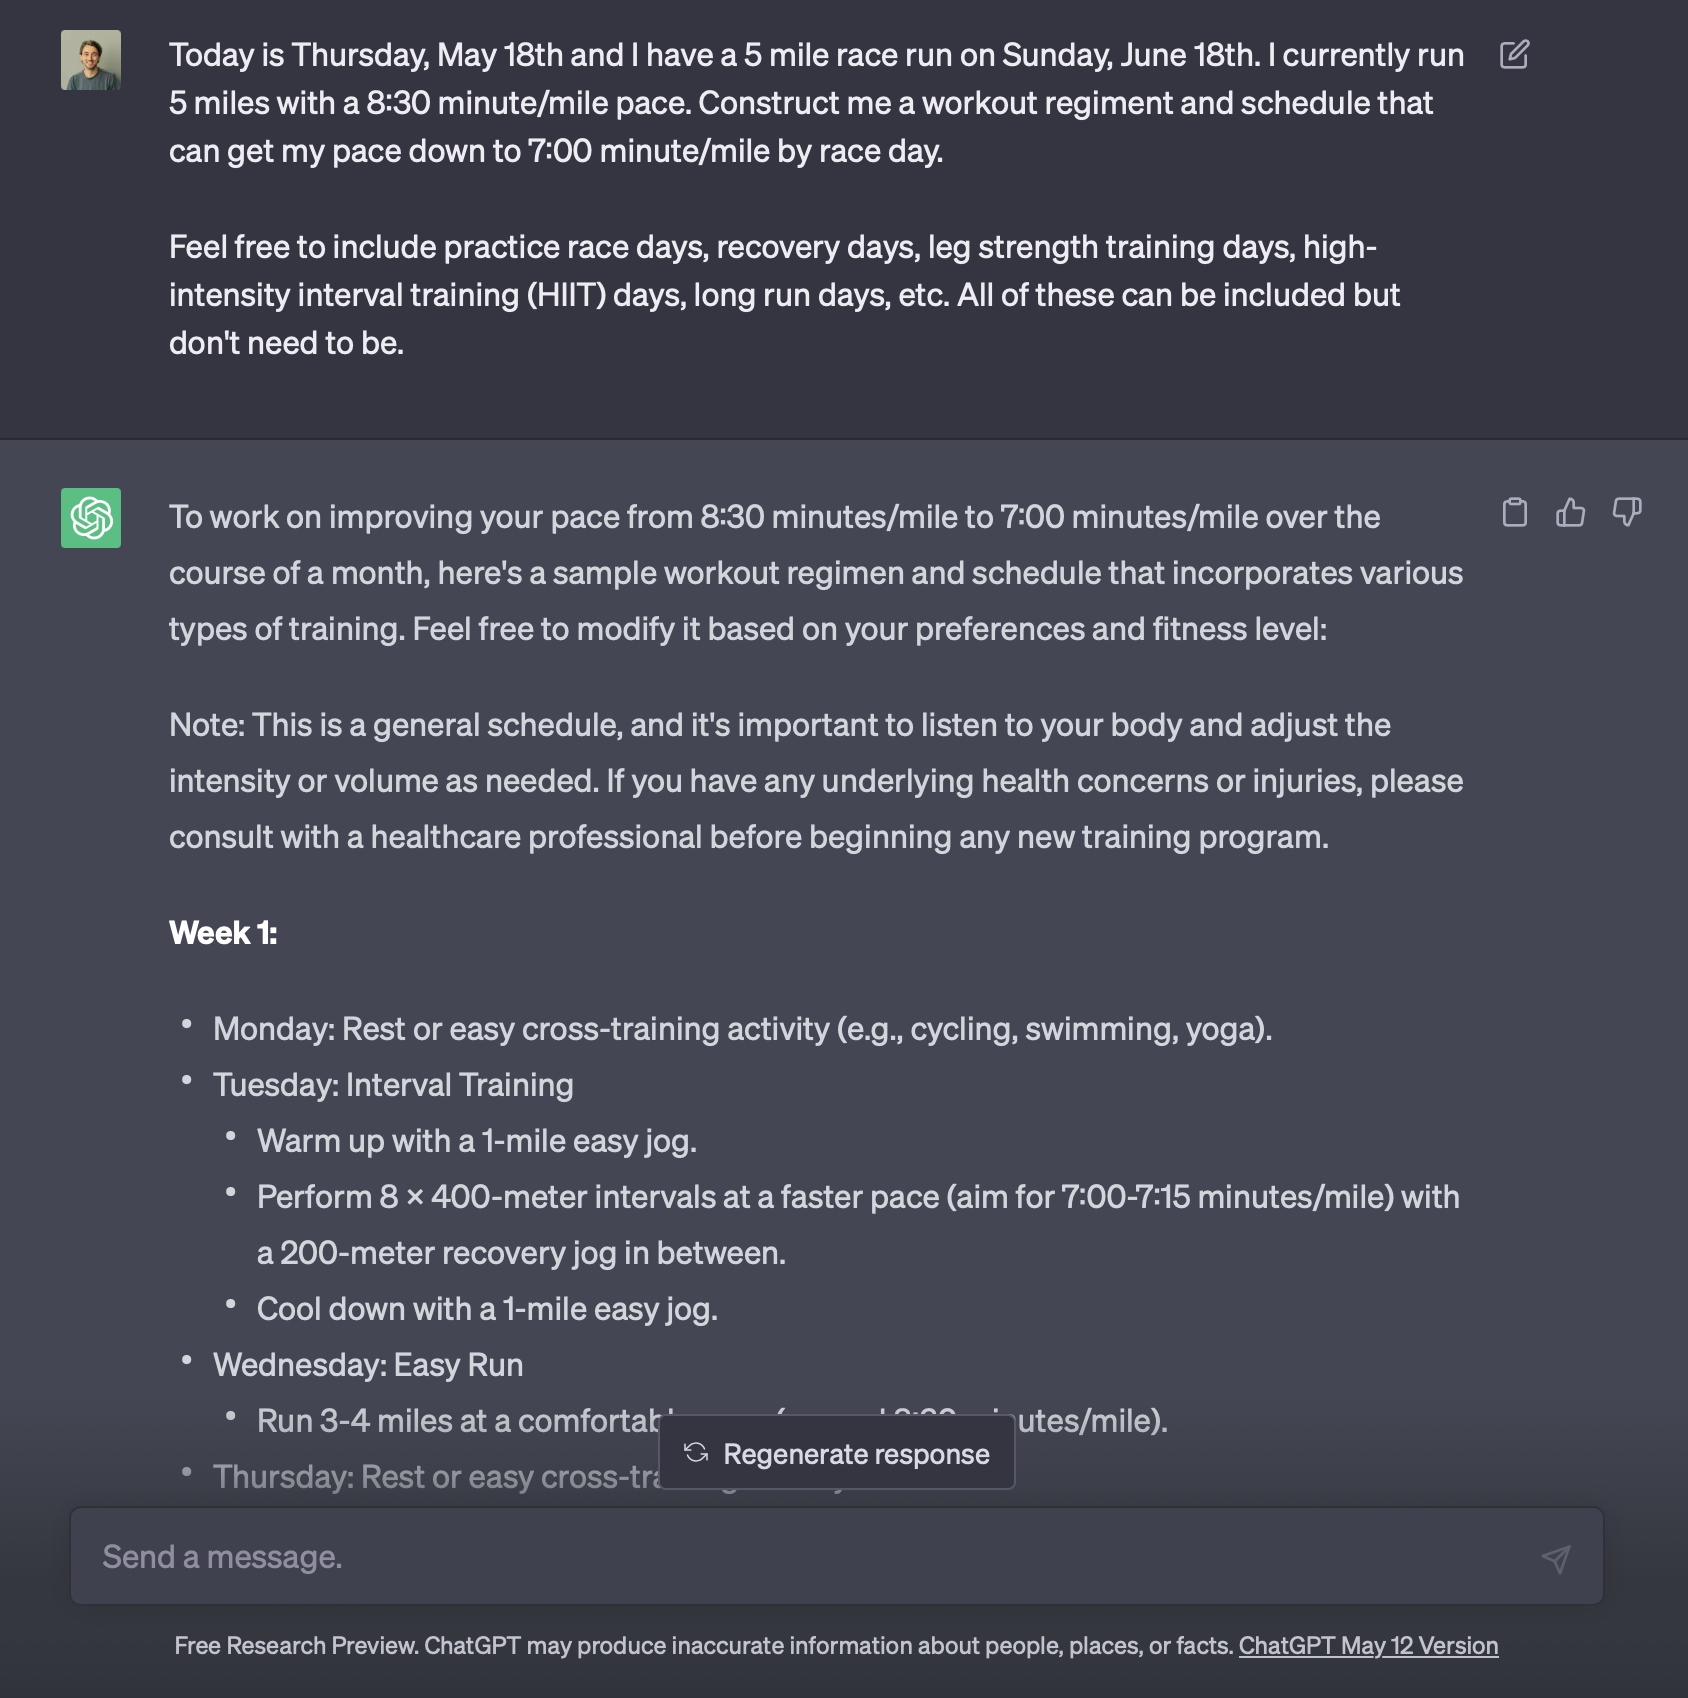 Today is Thursday, May 18th and I have a 5 mile race run on Sunday, June 18th. I currently run
5 miles with a 8:30 minute/mile pace. Construct me a workout regiment and schedule that
can get my pace down to 7:00 minute/mile by race day.
Feel free to include practice race days, recovery days, leg strength training days, high-
intensity interval training (HIIT) days, long run days, etc. All of these can be included but
don't need to be.
To work on improving your pace from 8:30 minutes/mile to 7:00 minutes/mile over the
course of a month, here's a sample workout regimen and schedule that incorporates various
types of training. Feel free to modify it based on your preferences and fitness level:
Note: This is a general schedule, and it's important to listen to your body and adjust the
intensity or volume as needed. If you have any underlying health concerns or injuries, please
consult with a healthcare professional before beginning any new training program.
Week 1:
• Monday: Rest or easy cross-training activity (e.g., cycling, swimming, yoga).
• Tuesday: Interval Training
• Warm up with a 1-mile easy jog.
• Perform 8 × 400-meter intervals at a faster pace (aim for 7:00-7:15 minutes/mile) with
a 200-meter recovery jog in between.
• Cool down with a 1-mile easy jog.
• Wednesday: Easy Run
• Run 3-4 miles at a
• Thursday: Rest or easy
Regenerate response
Send a message.
Free Research Preview. ChatGPT may produce inaccurate information about people, places, or facts. ChatGPT May 12 Version